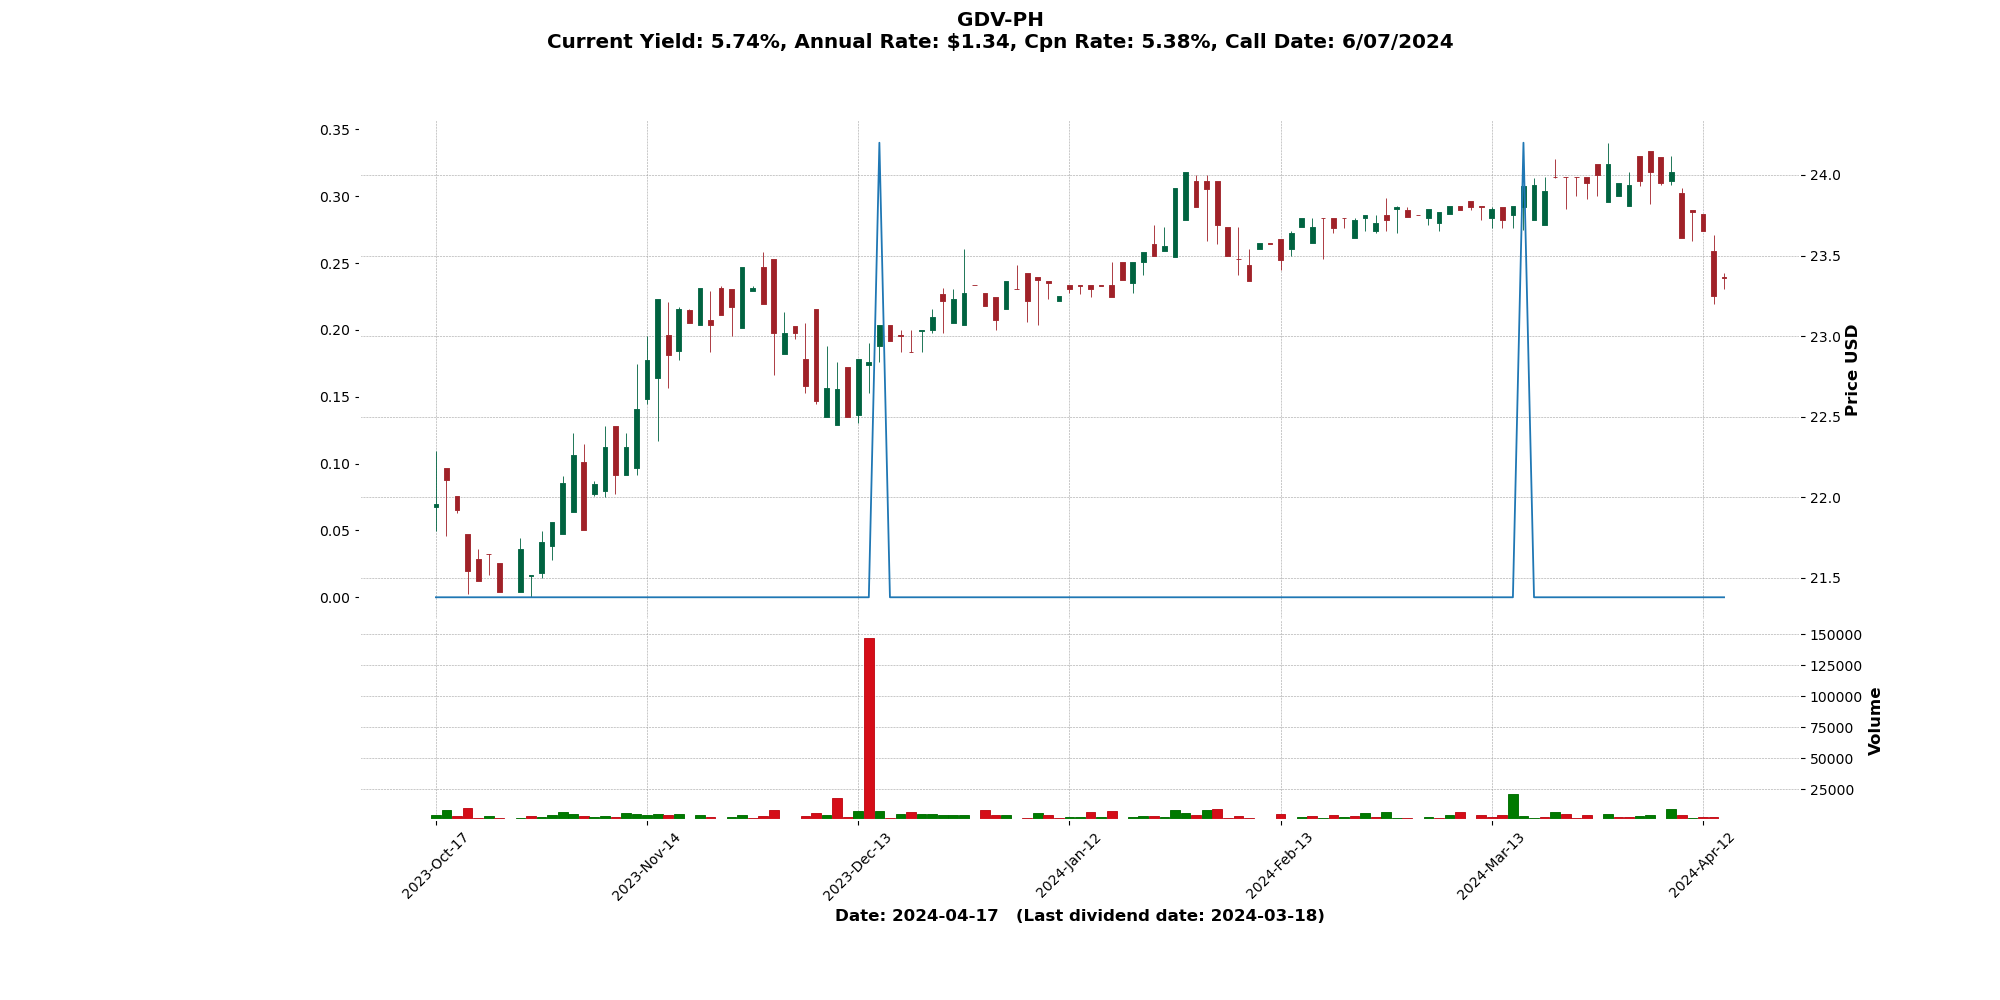 GDV-PH
Current Yield: 5.74%, Annual Rate: $1.34, Cpn Rate: 5.38%, Call Date: 6/07/2024
0.35
0.30
0.25
0.20
0.15
0.10
0.05
0.00
24.0
23.5
23.0
22.5
22.0
21.5
Price USD
150000
125000
100000
75000
50000
25000
Volume
2023-Oct-17
2023-Nov-14
2023-Dec-13
2024-Jan-12
2024-Feb-13
2024-Mar-13
2024-Apr-12
Date: 2024-04-17   (Last dividend date: 2024-03-18)